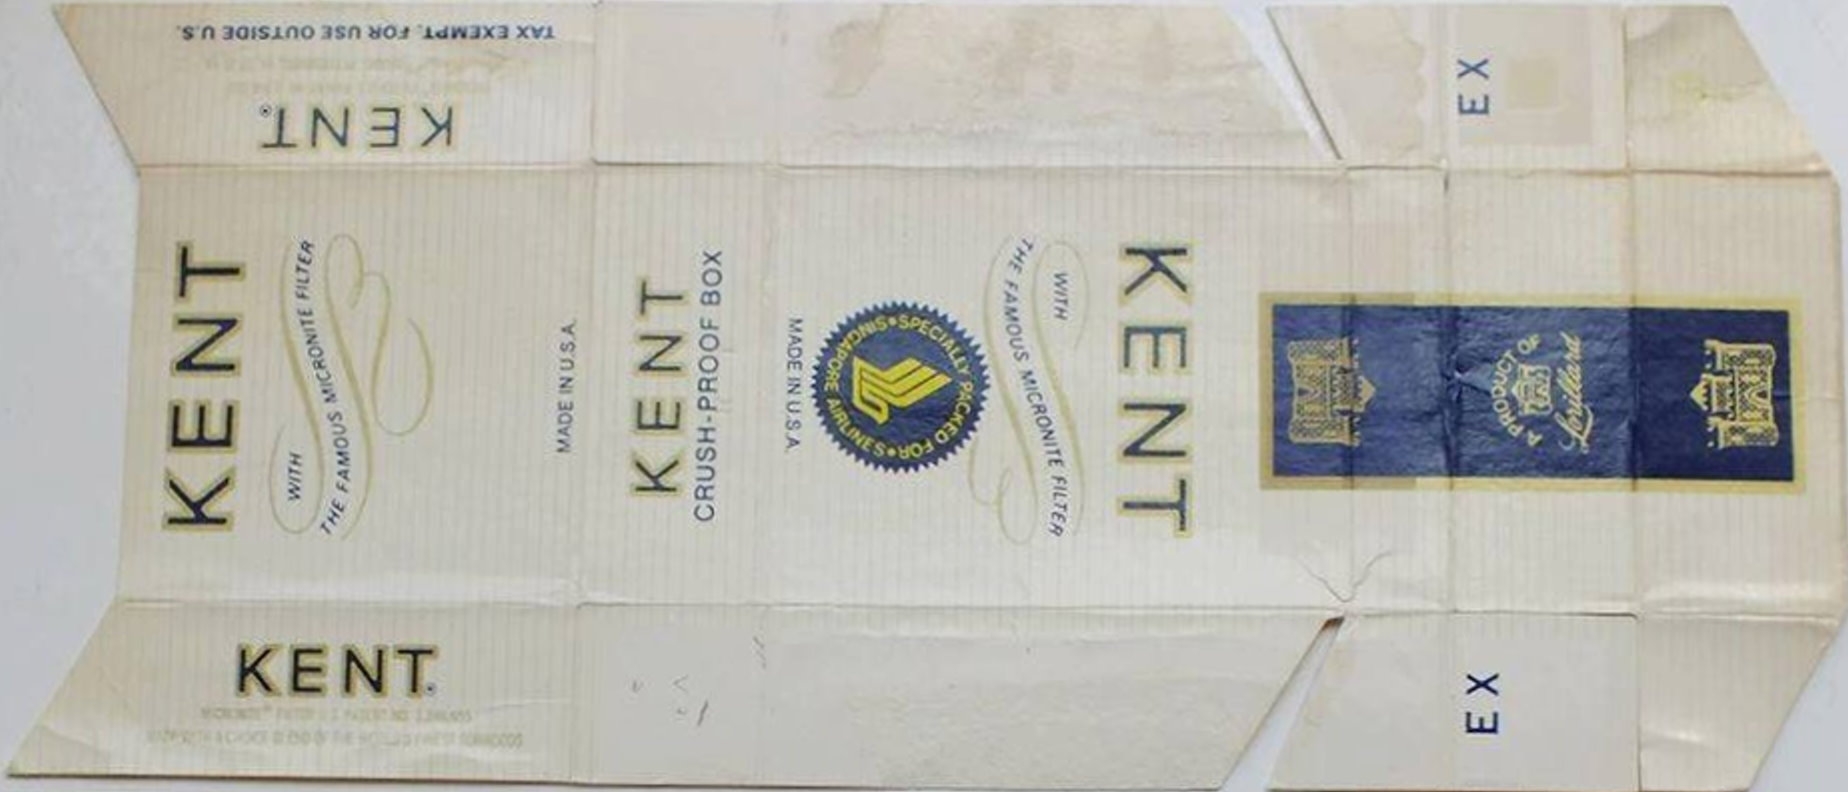 TAX EXEMPT. FOR USE OUTSIDE U.S.
KENT®
KENT
WITH
THE FAMOUS MICRONITE FILTER
MADE IN U.S.A.
KENT
CRUSH-PROOF BOX
MADE IN U.S.A.
SPECIALLY PACKED FOR • SINGAPORE AIRLINES •
WITH
THE FAMOUS MICRONITE FILTER
KENT
A PRODUCT OF
Lorillard
EX
KENT®
EX